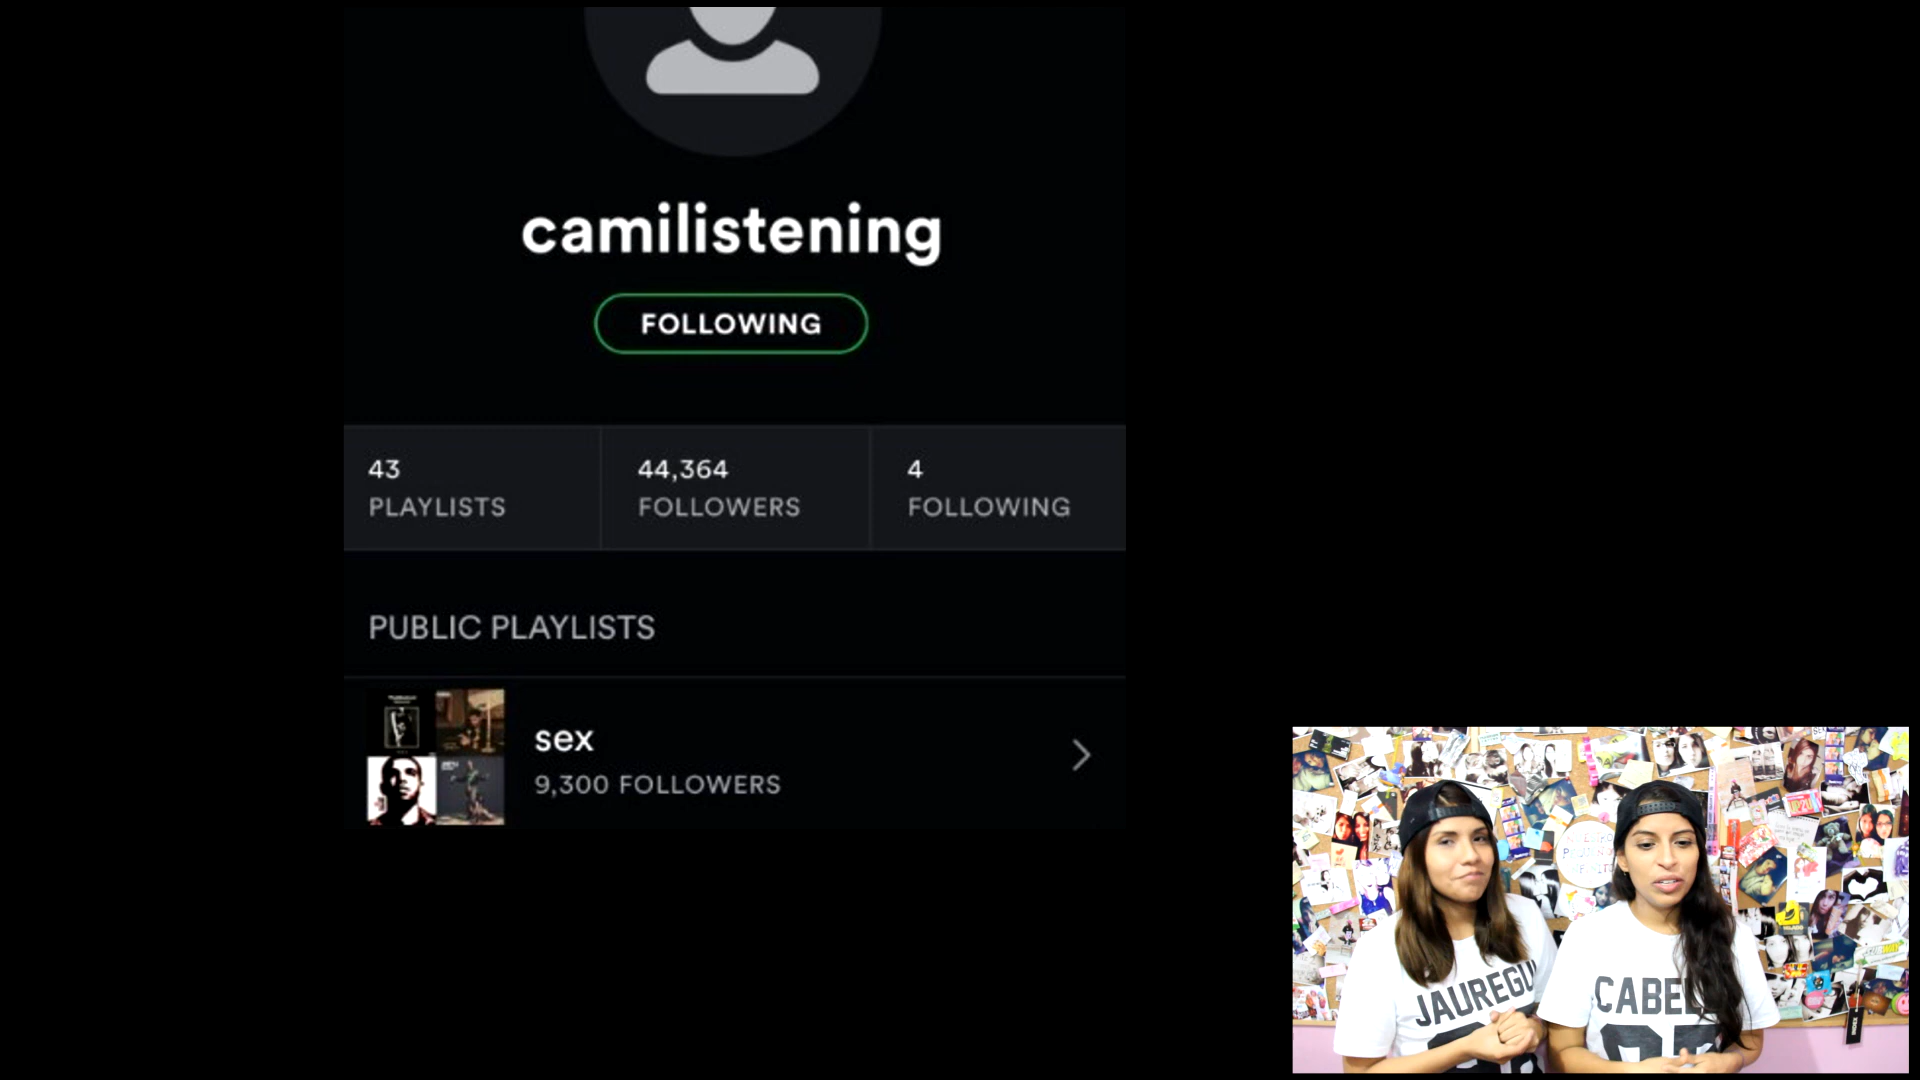 camilistening
FOLLOWING
43
PLAYLISTS
44,364
FOLLOWERS
4
FOLLOWING
PUBLIC PLAYLISTS
sex
9,300 FOLLOWERS
JAUREGU
CABEL